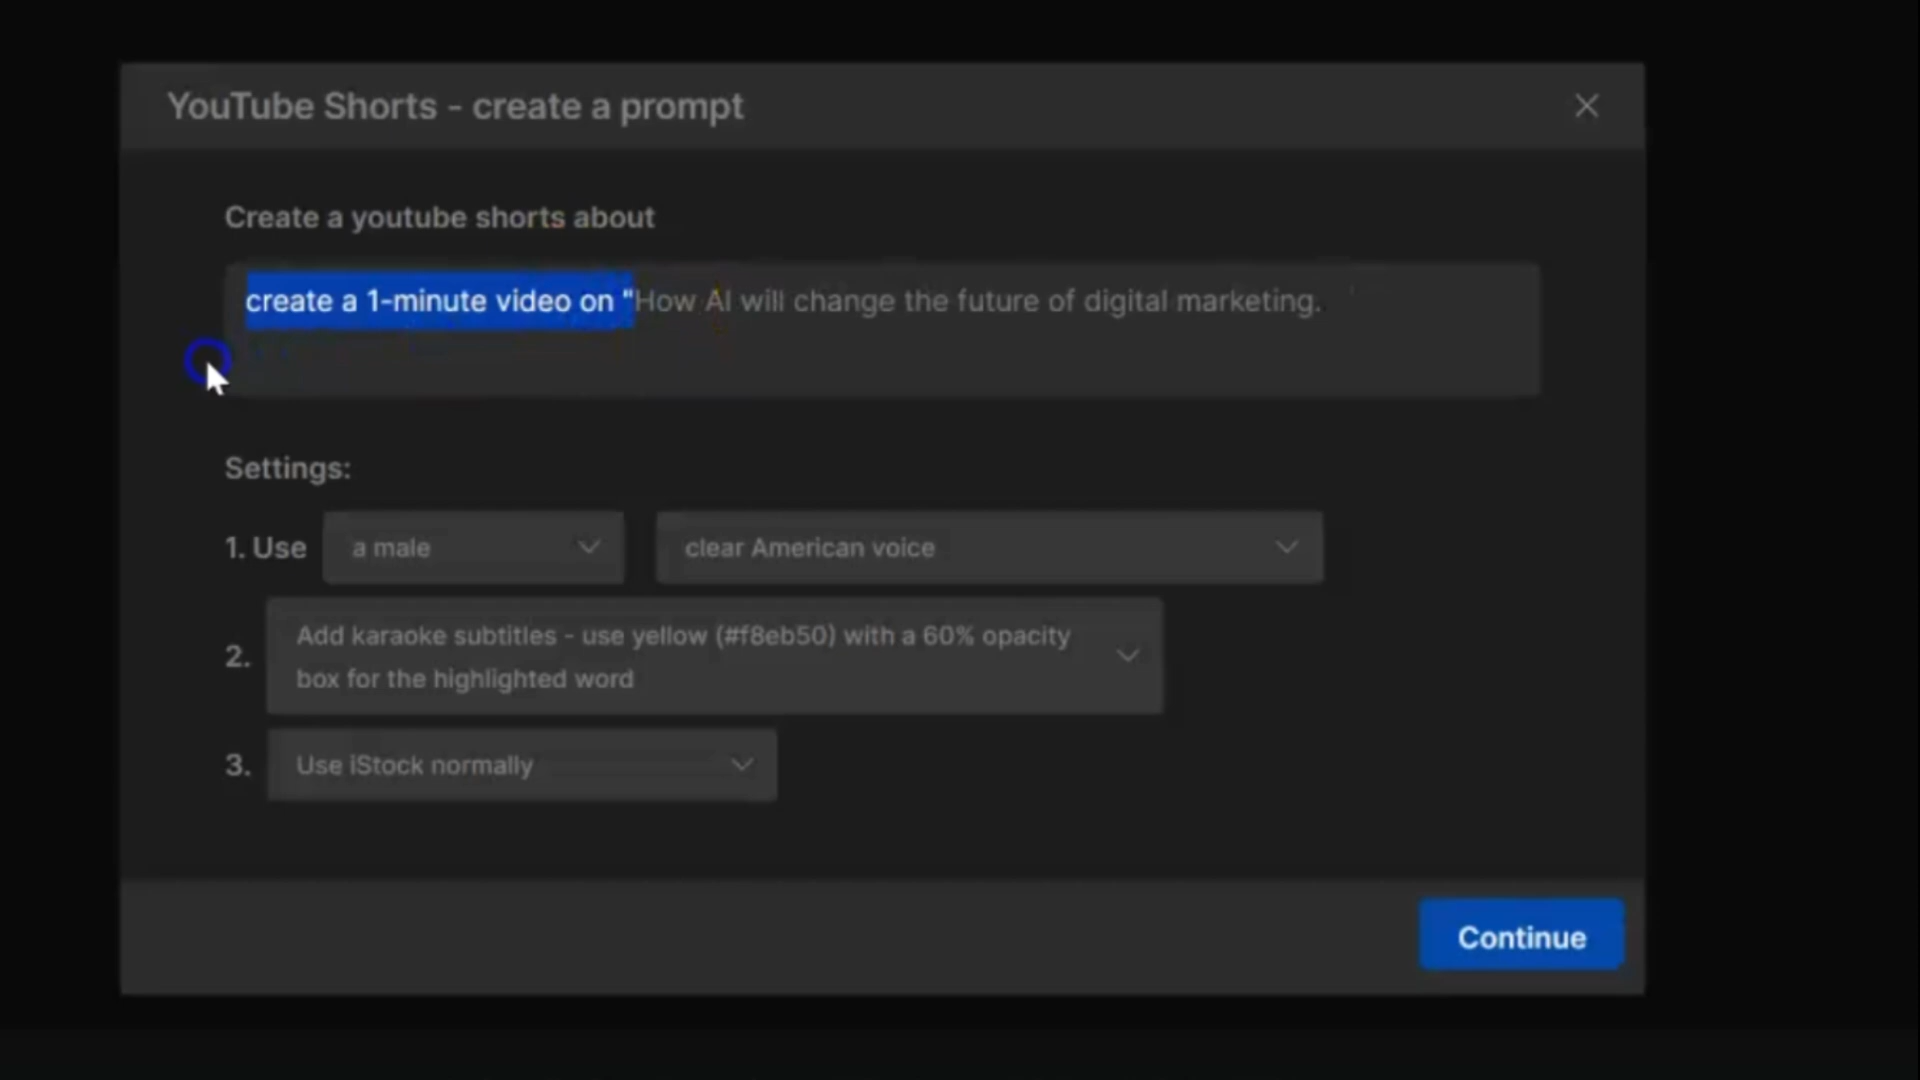 YouTube Shorts - create a prompt
Create a youtube shorts about
create a 1-minute video on "How AI will change the future of digital marketing.
Settings:
1. Use a male clear American voice
2. Add karaoke subtitles - use yellow (#f8eb50) with a 60% opacity
box for the highlighted word
3. Use iStock normally
Continue